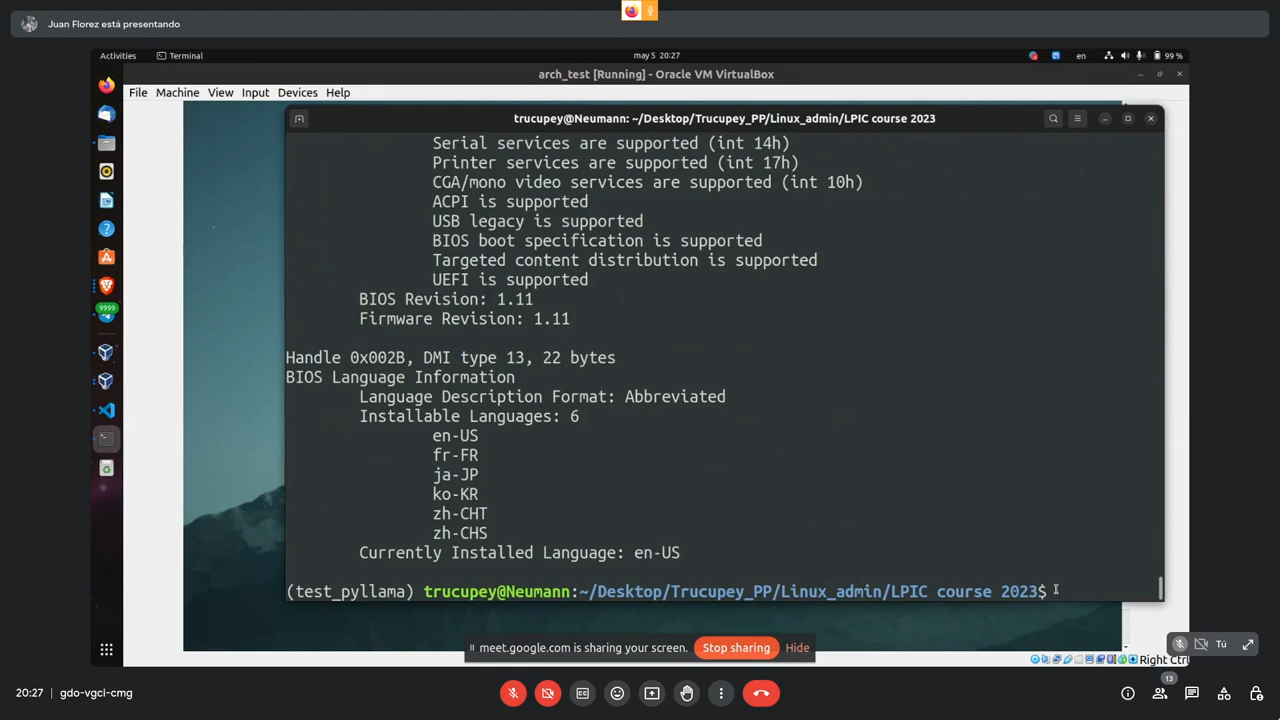 Juan Florez está presentando
Activities
Terminal
may 5 20:27
en
99 %
arch_test [Running] - Oracle VM VirtualBox
File Machine View Input Devices Help
trucupey@Neumann: ~/Desktop/Trucupey_PP/Linux_admin/LPIC course 2023
Serial services are supported (int 14h)
Printer services are supported (int 17h)
CGA/mono video services are supported (int 10h)
ACPI is supported
USB legacy is supported
BIOS boot specification is supported
Targeted content distribution is supported
UEFI is supported
BIOS Revision: 1.11
Firmware Revision: 1.11
9999
Handle 0x002B, DMI type 13, 22 bytes
BIOS Language Information
Language Description Format: Abbreviated
Installable Languages: 6
en-US
fr-FR
ja-JP
ko-KR
zh-CHT
zh-CHS
Currently Installed Language: en-US
(test_pyllama) trucupey@Neumann:~/Desktop/Trucupey_PP/Linux_admin/LPIC course 2023$
meet.google.com is sharing your screen.
Stop sharing
Hide
Tú
Right Ctrl
20:27
gdo-vgci-cmg
13